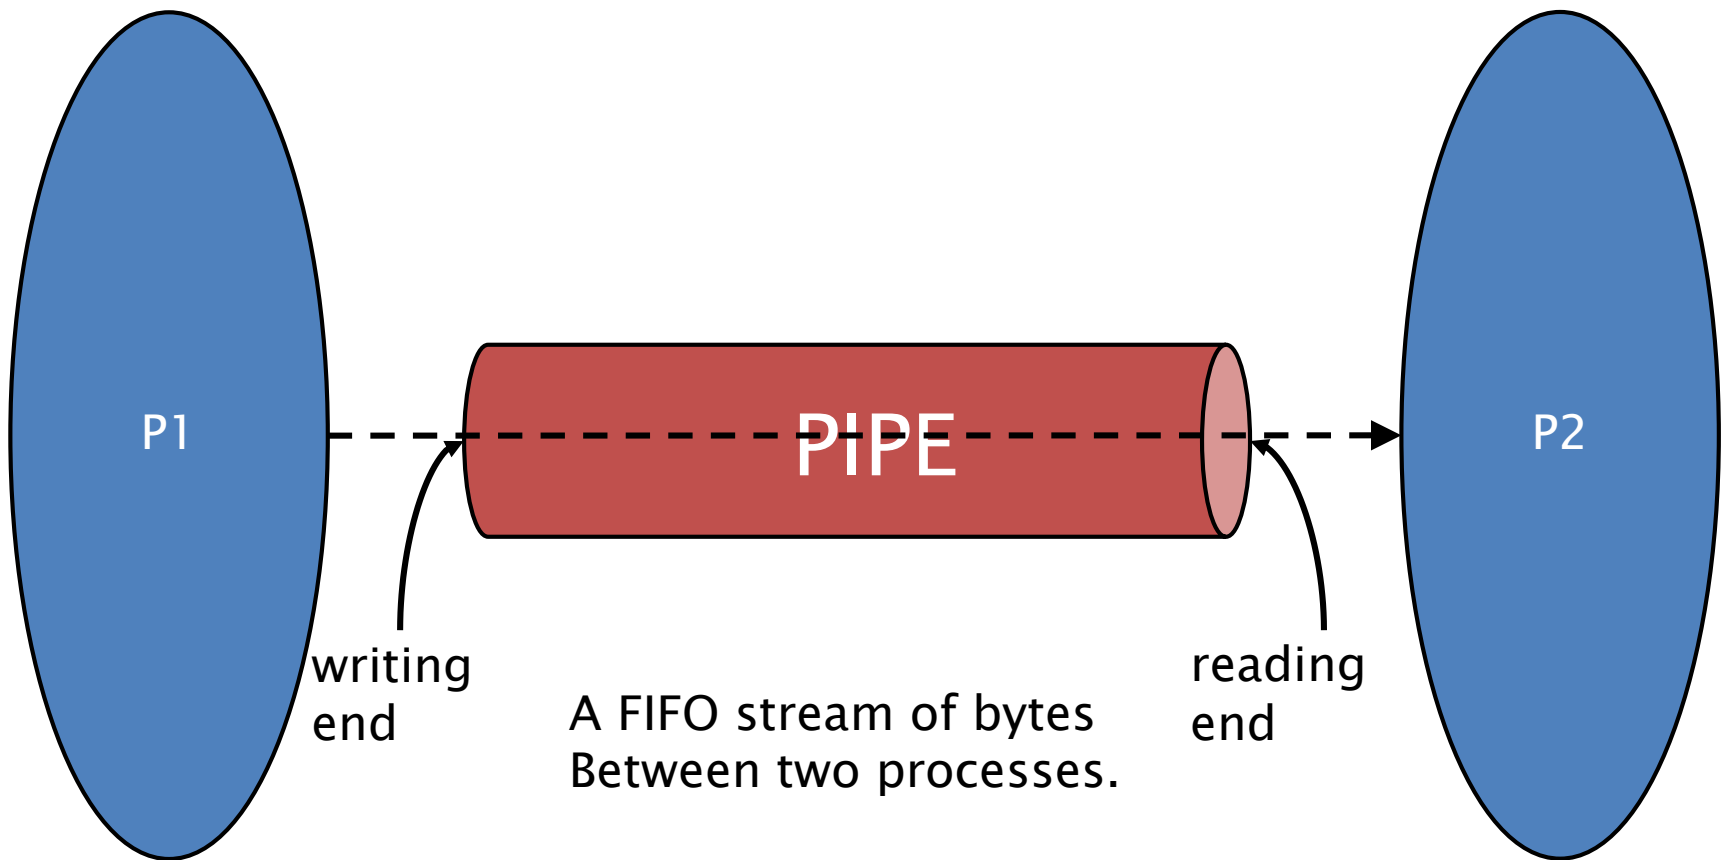 P1
PIPE
P2
writing
end
A FIFO stream of bytes
Between two processes.
reading
end